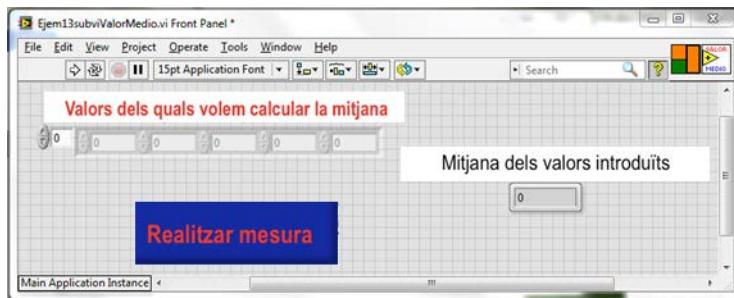 Ejem13subviValorMedio.vi Front Panel *
File Edit View Project Operate Tools Window Help
15pt Application Font Search ? VALOR
MEDIO
Valors dels quals volem calcular la mitjana
0 0 0 0 0 0
Mitjana dels valors introduïts
0
Realitzar mesura
Main Application Instance